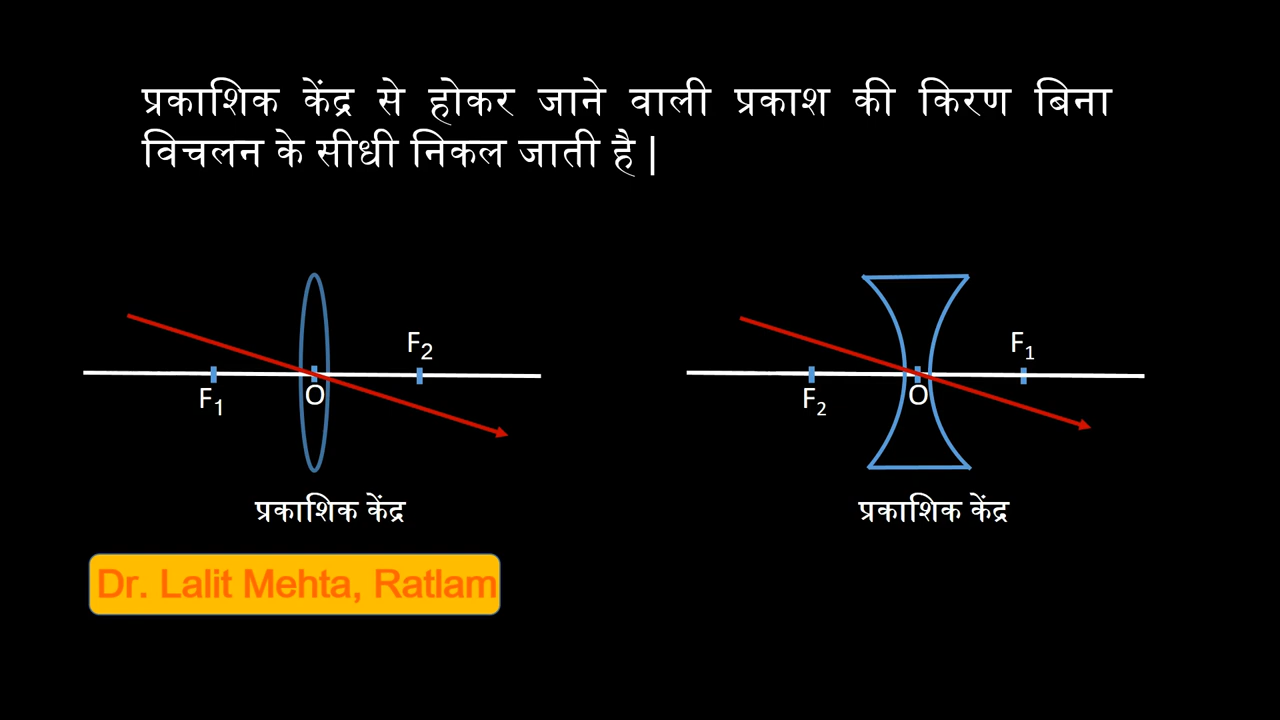 प्रकाशिक केंद्र से होकर जाने वाली प्रकाश की किरण बिना
विचलन के सीधी निकल जाती है |
F2
F1
F1
O
F2
O
प्रकाशिक केंद्र
प्रकाशिक केंद्र
Dr. Lalit Mehta, Ratlam